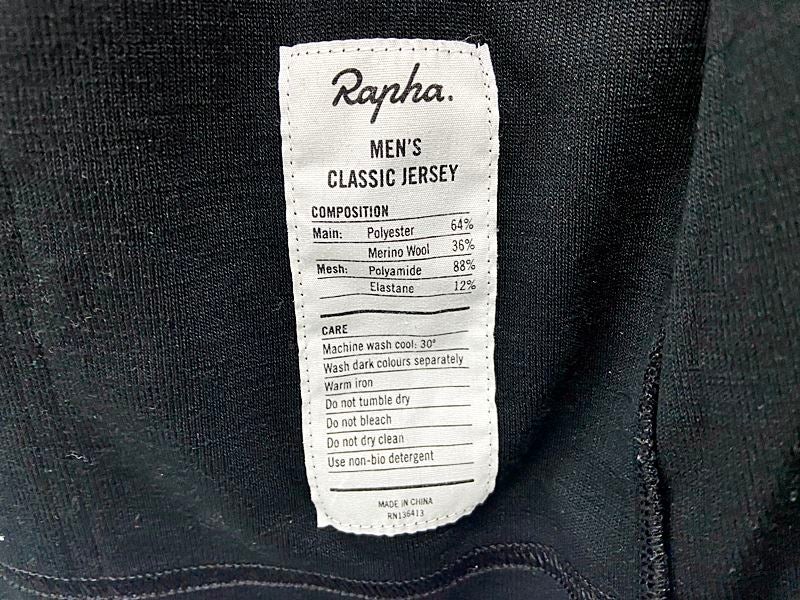 Rapha.
MEN'S
CLASSIC JERSEY
COMPOSITION
Main: Polyester 64%
Merino Wool 36%
Mesh: Polyamide 88%
Elastane 12%
CARE
Machine wash cool: 30°
Wash dark colours separately
Warm iron
Do not tumble dry
Do not bleach
Do not dry clean
Use non-bio detergent
MADE IN CHINA
RN136413